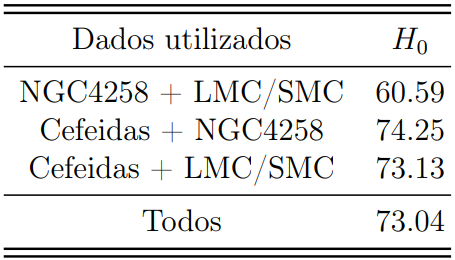 Dados utilizados H₀
NGC4258 + LMC/SMC 60.59
Cefeidas + NGC4258 74.25
Cefeidas + LMC/SMC 73.13
Todos 73.04